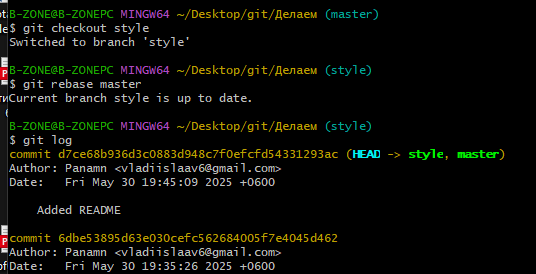 B-ZONE@B-ZONEPC MINGW64 ~/Desktop/git/Делаем (master)
$ git checkout style
Switched to branch 'style'
B-ZONE@B-ZONEPC MINGW64 ~/Desktop/git/Делаем (style)
$ git rebase master
Current branch style is up to date.
B-ZONE@B-ZONEPC MINGW64 ~/Desktop/git/Делаем (style)
$ git log
commit d7ce68b936d3c0883d948c7f0efcfd54331293ac (HEAD -> style, master)
Author: Panamn <vladiislaav6@gmail.com>
Date:   Fri May 30 19:45:09 2025 +0600
    Added README
commit 6dbe53895d63e030cefc562684005f7e4045d462
Author: Panamn <vladiislaav6@gmail.com>
Date:   Fri May 30 19:35:26 2025 +0600